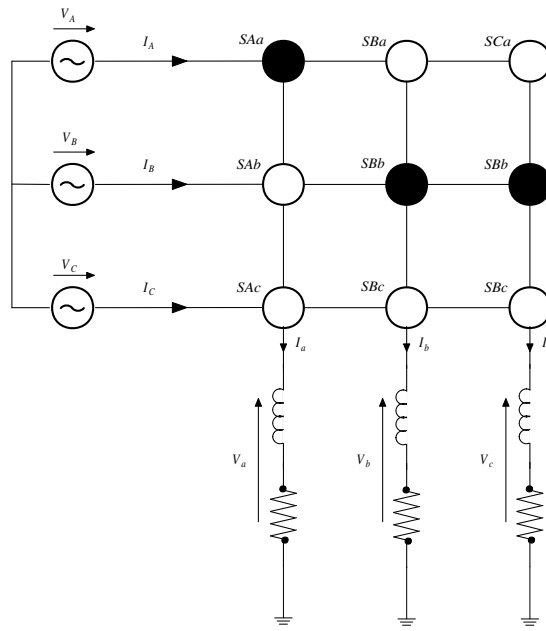 V_A
I_A SAa SBa SCa
V_B
I_B SAb SBb SBb
V_C
I_C SAc SBc SBc
I_a I_b I
V_a V_b V_c